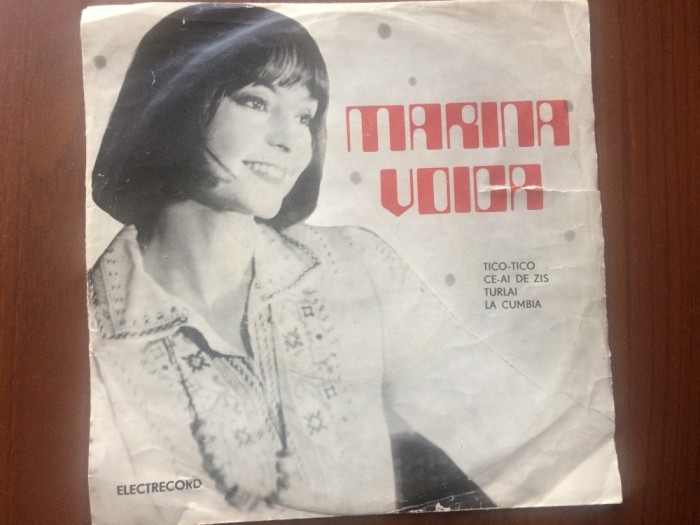 MARINA
VOICA
TICO-TICO
CE-AI DE ZIS
TURLAI
LA CUMBIA
ELECTRECORD